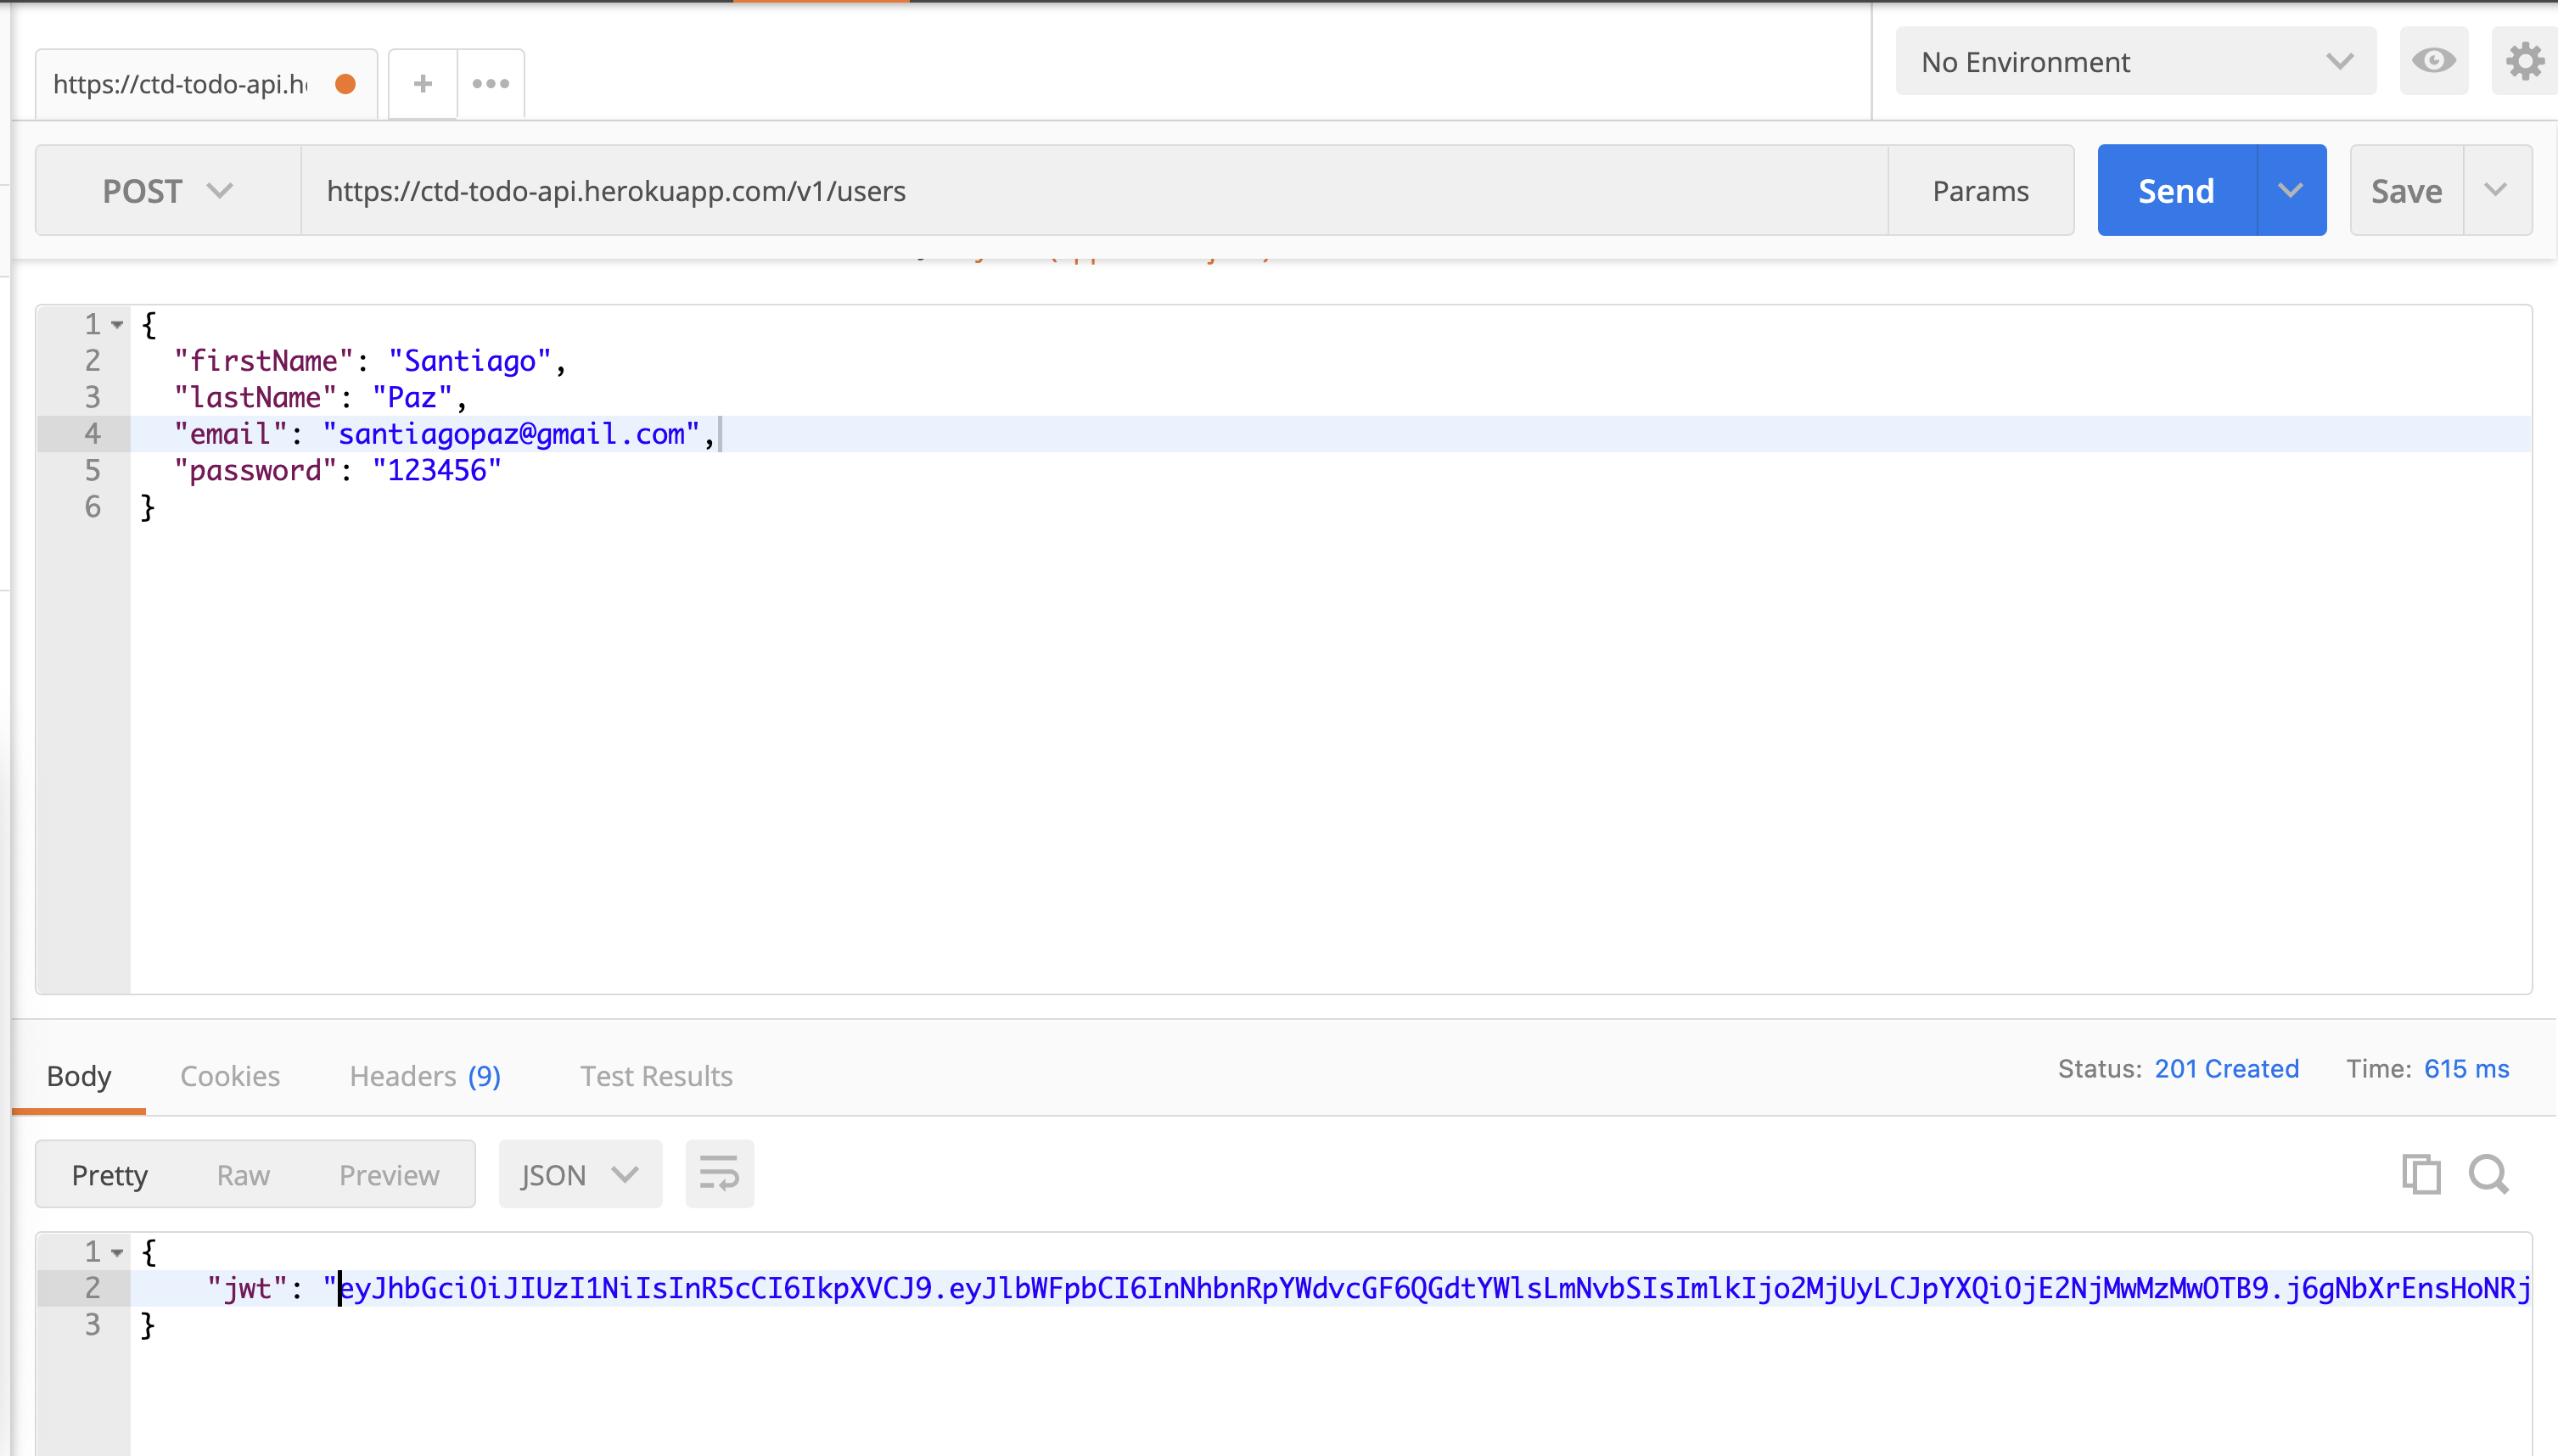 https://ctd-todo-api.h
No Environment
POST
https://ctd-todo-api.herokuapp.com/v1/users
Params
Send
Save
1 {
2 "firstName": "Santiago",
3 "lastName": "Paz",
4 "email": "santiagopaz@gmail.com",
5 "password": "123456"
6 }
Body Cookies Headers (9) Test Results
Status: 201 Created Time: 615 ms
Pretty Raw Preview JSON
1 {
2 "jwt": "eyJhbGciOiJIUzI1NiIsInR5cCI6IkpXVCJ9.eyJlbWFpbCI6InNhbnRpYWdvcGF6QGdtYWlsLmNvbSIsImlkIjo2MjUyLCJpYXQiOjE2NjMwMzMwOTB9.j6gNbXrEnsHoNRj
3 }